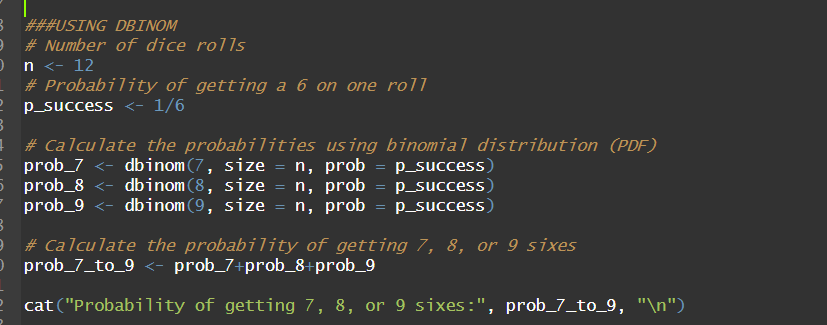 ###USING DBINOM
# Number of dice rolls
n <- 12
# Probability of getting a 6 on one roll
p_success <- 1/6
# Calculate the probabilities using binomial distribution (PDF)
prob_7 <- dbinom(7, size = n, prob = p_success)
prob_8 <- dbinom(8, size = n, prob = p_success)
prob_9 <- dbinom(9, size = n, prob = p_success)
# Calculate the probability of getting 7, 8, or 9 sixes
prob_7_to_9 <- prob_7+prob_8+prob_9
cat("Probability of getting 7, 8, or 9 sixes:", prob_7_to_9, "\n")